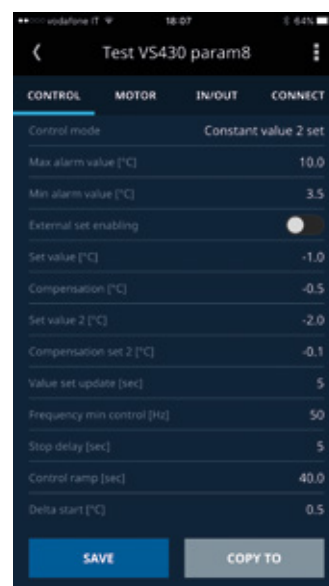 vodafone IT 18:07 64%
Test VS430 param8
CONTROL MOTOR IN/OUT CONNECT
Control mode Constant value 2 set
Max alarm value [°C] 10.0
Min alarm value [°C] 3.5
External set enabling
Set value [°C] -1.0
Compensation [°C] -0.5
Set value 2 [°C] -2.0
Compensation set 2 [°C] -0.1
Value set update [sec] 5
Frequency min control [Hz] 50
Stop delay [sec] 5
Control ramp [sec] 40.0
Delta start [°C] 0.5
SAVE COPY TO